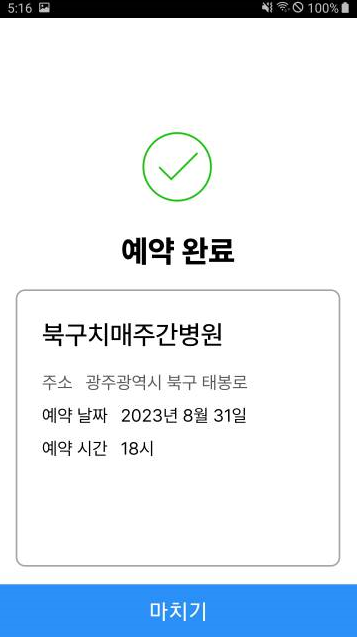 5:16 100%
예약 완료
북구치매주간병원
주소 광주광역시 북구 태봉로
예약 날짜 2023년 8월 31일
예약 시간 18시
마치기